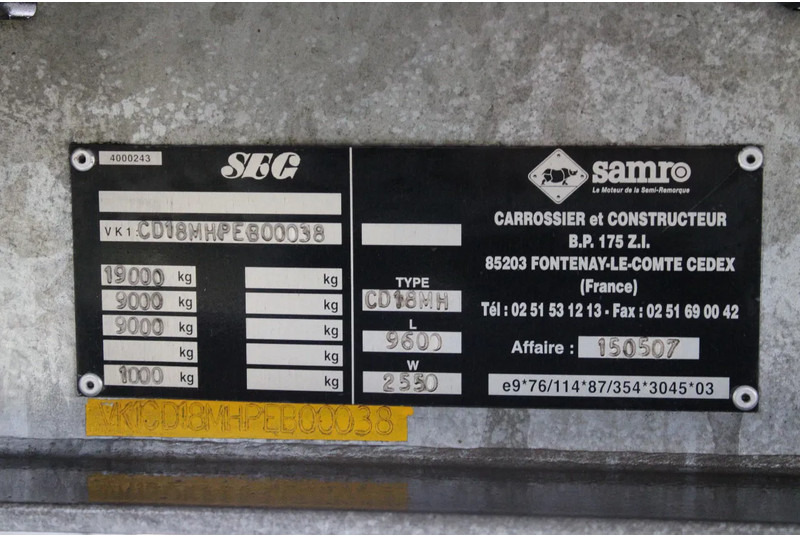 4000243
SEG
VK1: CD18MHPEB00038
19000 kg kg
9000 kg kg
9000 kg kg
kg kg
1000 kg kg
TYPE
CD18MH
L
9600
W
2550
samro
Le Moteur de la Semi-Remorque
CARROSSIER et CONSTRUCTEUR
B.P. 175 Z.I.
85203 FONTENAY-LE-COMTE CEDEX
(France)
Tél : 02 51 53 12 13 - Fax : 02 51 69 00 42
Affaire : 150507
e9*76/114*87/354*3045*03
VK1CD18MHPEB00038